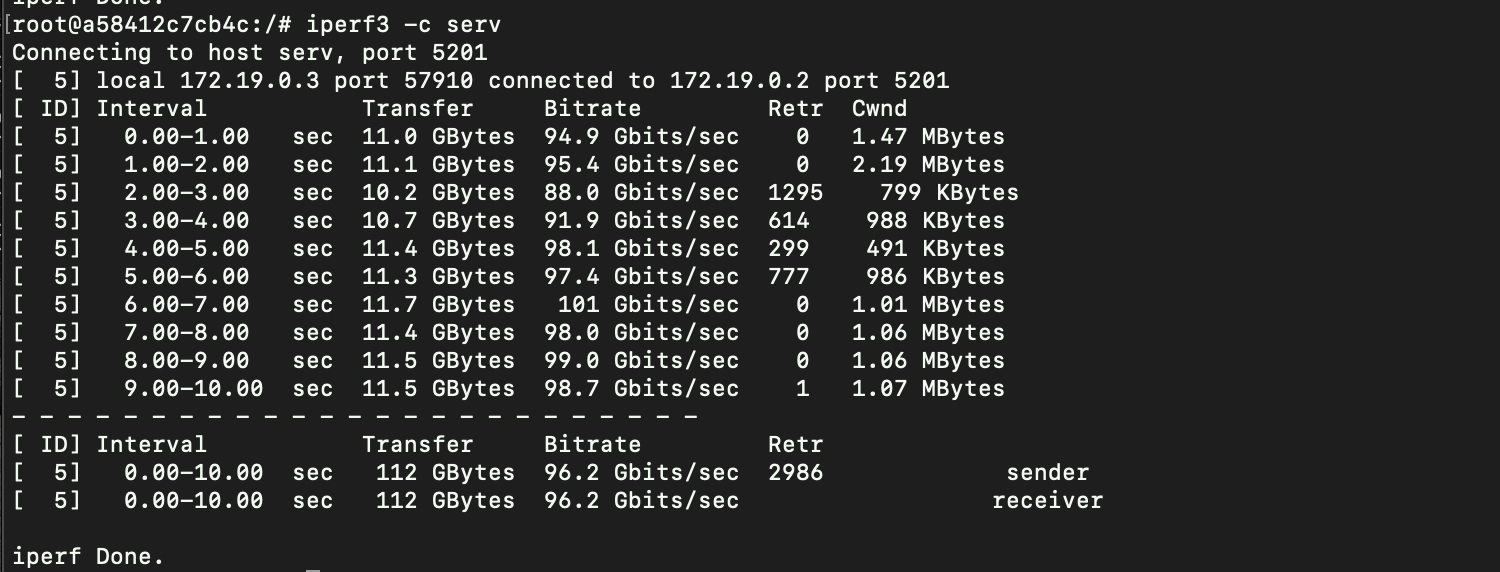 iperf Done.
[root@a58412c7cb4c:/# iperf3 -c serv
Connecting to host serv, port 5201
[  5] local 172.19.0.3 port 57910 connected to 172.19.0.2 port 5201
[ ID] Interval           Transfer     Bitrate         Retr  Cwnd
[  5]   0.00-1.00   sec  11.0 GBytes  94.9 Gbits/sec    0   1.47 MBytes
[  5]   1.00-2.00   sec  11.1 GBytes  95.4 Gbits/sec    0   2.19 MBytes
[  5]   2.00-3.00   sec  10.2 GBytes  88.0 Gbits/sec  1295    799 KBytes
[  5]   3.00-4.00   sec  10.7 GBytes  91.9 Gbits/sec  614    988 KBytes
[  5]   4.00-5.00   sec  11.4 GBytes  98.1 Gbits/sec  299    491 KBytes
[  5]   5.00-6.00   sec  11.3 GBytes  97.4 Gbits/sec  777    986 KBytes
[  5]   6.00-7.00   sec  11.7 GBytes   101 Gbits/sec    0   1.01 MBytes
[  5]   7.00-8.00   sec  11.4 GBytes  98.0 Gbits/sec    0   1.06 MBytes
[  5]   8.00-9.00   sec  11.5 GBytes  99.0 Gbits/sec    0   1.06 MBytes
[  5]   9.00-10.00  sec  11.5 GBytes  98.7 Gbits/sec    1   1.07 MBytes
- - - - - - - - - - - - - - - - - - - - - - - - -
[ ID] Interval           Transfer     Bitrate         Retr
[  5]   0.00-10.00  sec   112 GBytes  96.2 Gbits/sec  2986             sender
[  5]   0.00-10.00  sec   112 GBytes  96.2 Gbits/sec                  receiver
iperf Done.